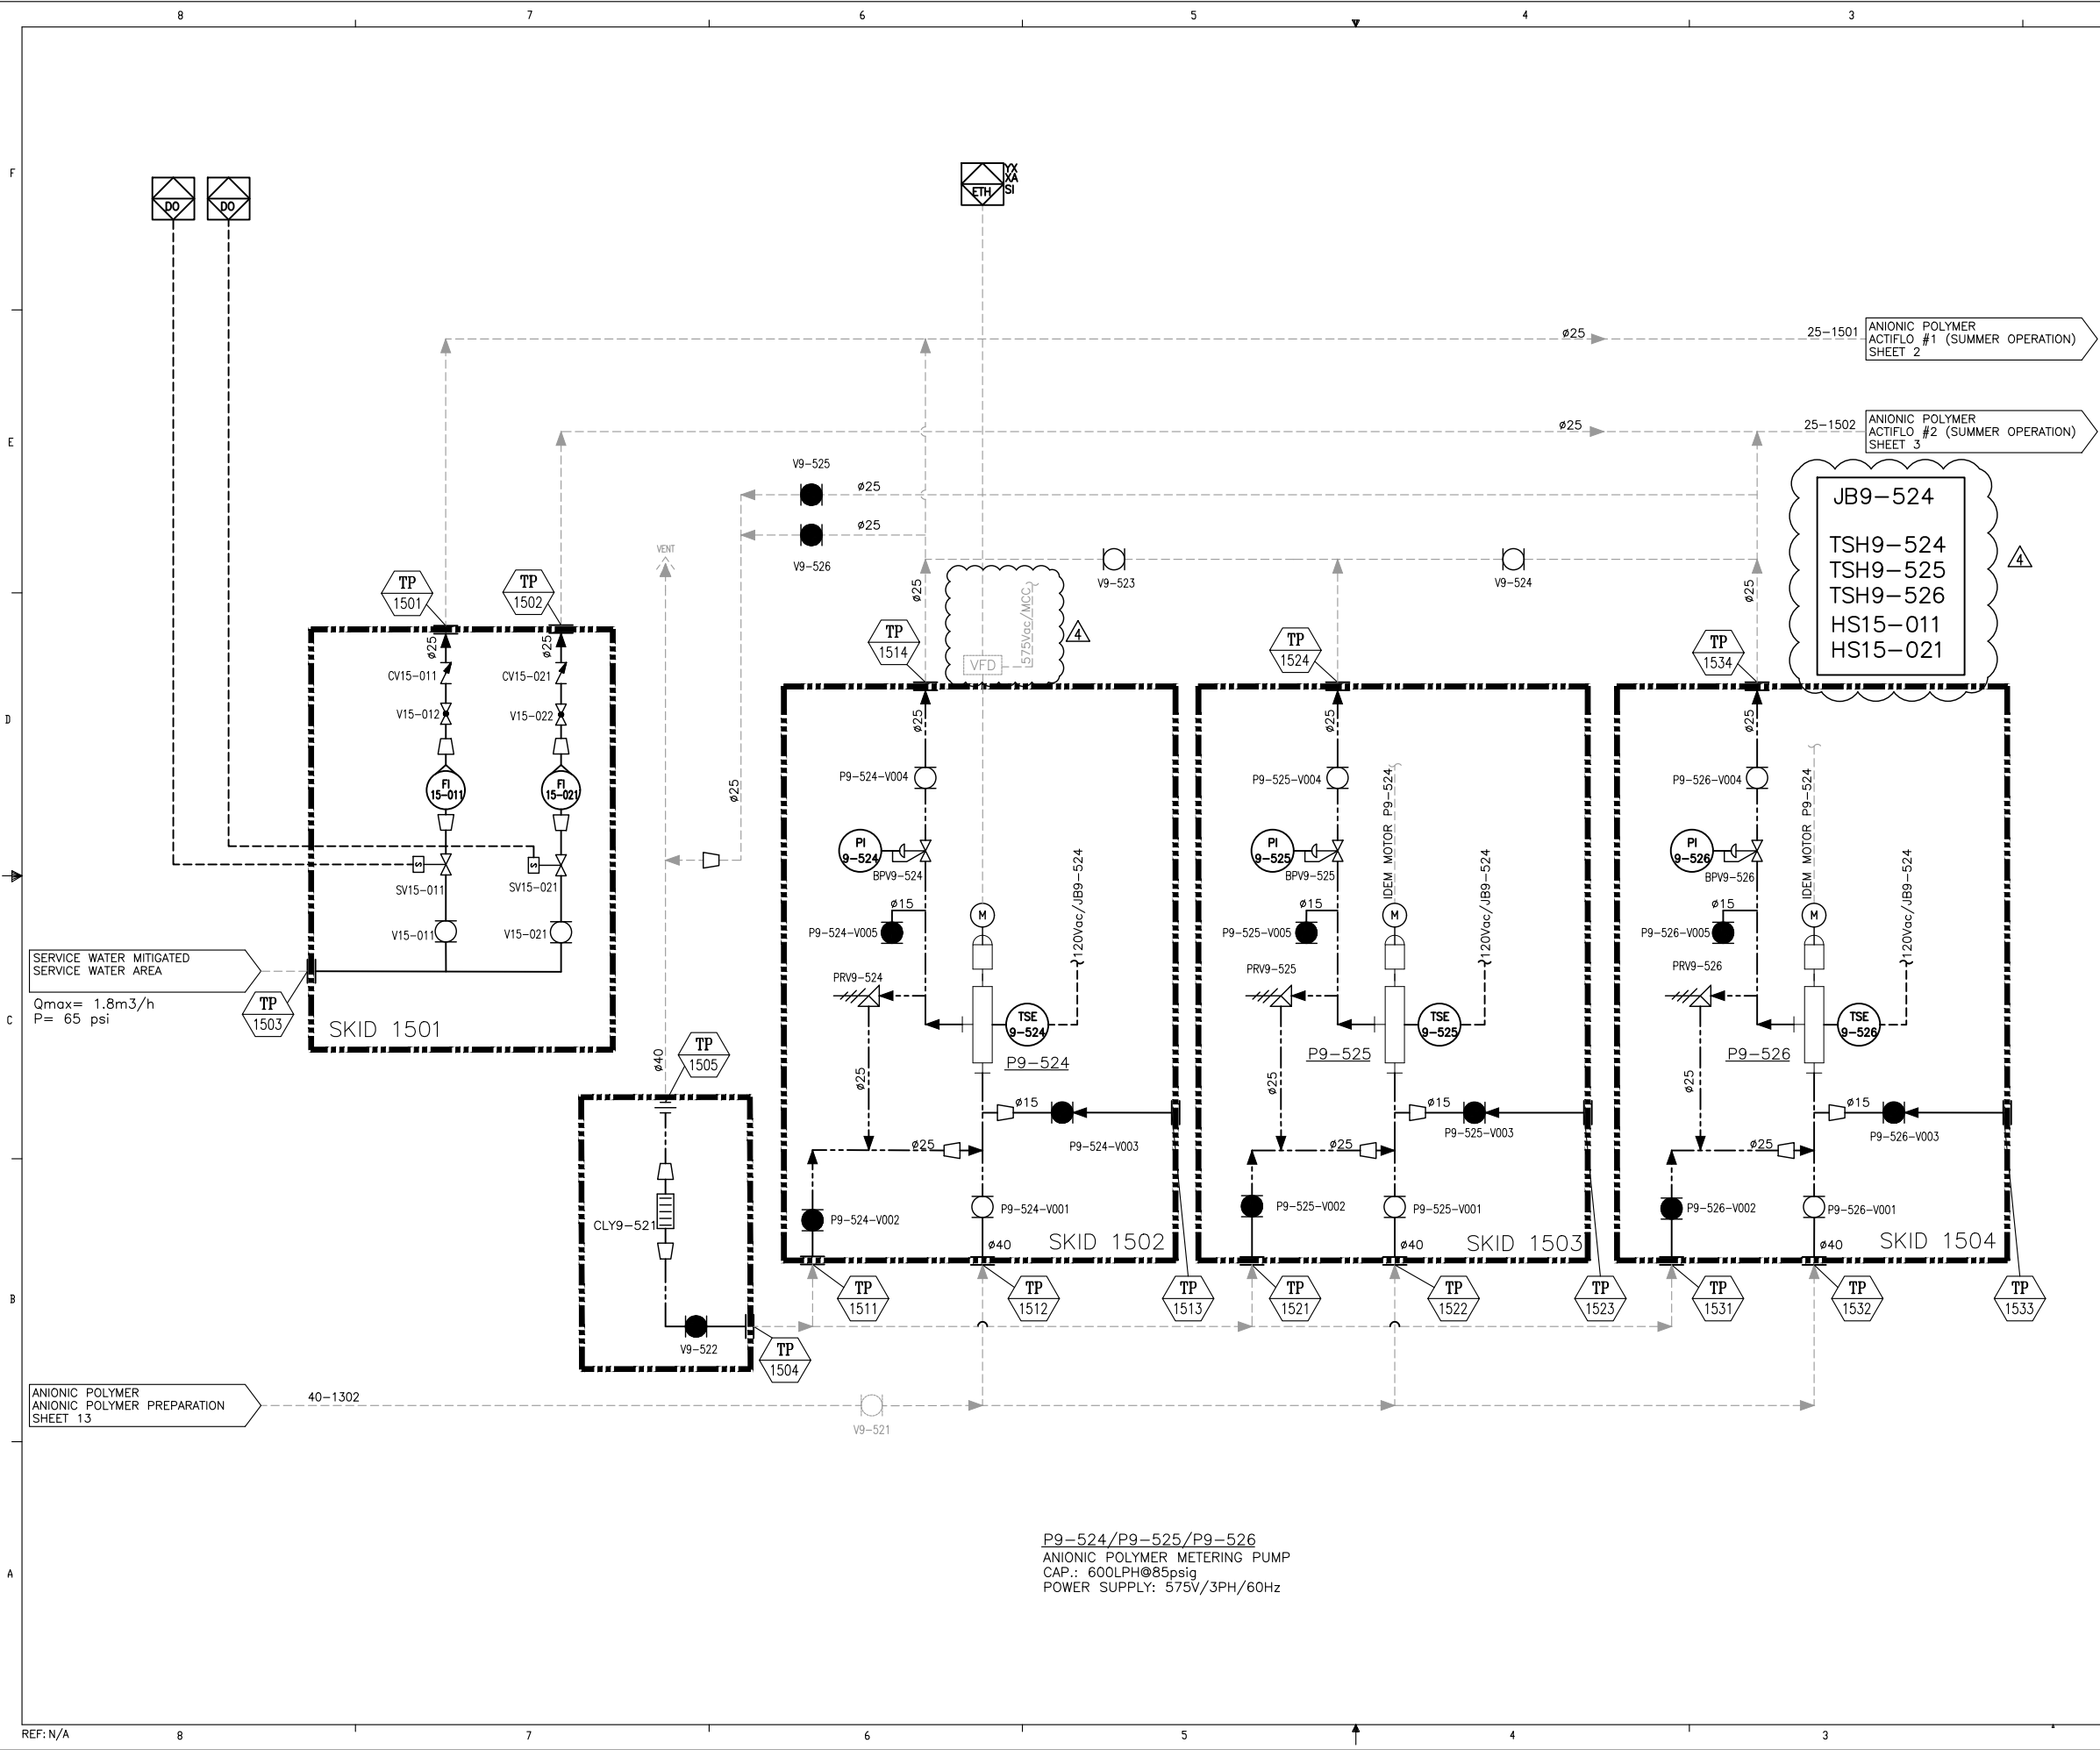 8 7 6 5 4 3
F
E
D
C
B
A
DO
DO
ETH
YX
XA
SI
ø25
25-1501
ANIONIC POLYMER
ACTIFLO #1 (SUMMER OPERATION)
SHEET 2
ø25
25-1502
ANIONIC POLYMER
ACTIFLO #2 (SUMMER OPERATION)
SHEET 3
V9-525
ø25
ø25
V9-526
VENT
V9-523
V9-524
JB9-524
TSH9-524
TSH9-525
TSH9-526
HS15-011
HS15-021
4
TP
1501
TP
1502
ø25
ø25
575Vac/MCC
VFD
4
TP
1514
TP
1524
TP
1534
ø25
ø25
CV15-011
CV15-021
V15-012
V15-022
FI
15-011
FI
15-021
S
S
SV15-011
SV15-021
V15-011
V15-021
SERVICE WATER MITIGATED
SERVICE WATER AREA
Qmax= 1.8m3/h
P= 65 psi
TP
1503
SKID 1501
ø25
ø40
TP
1505
CLY9-521
V9-522
TP
1504
ø25
P9-524-V004
PI
9-524
BPV9-524
ø15
P9-524-V005
M
120Vac/JB9-524
PRV9-524
TSE
9-524
P9-524
ø25
ø15
P9-524-V003
ø25
P9-524-V002
P9-524-V001
ø40
SKID 1502
TP
1511
TP
1512
TP
1513
ø25
P9-525-V004
IDEM MOTOR P9-524
PI
9-525
BPV9-525
ø15
P9-525-V005
M
120Vac/JB9-524
PRV9-525
TSE
9-525
P9-525
ø25
ø15
P9-525-V003
ø25
P9-525-V002
P9-525-V001
ø40
SKID 1503
TP
1521
TP
1522
TP
1523
ø25
P9-526-V004
IDEM MOTOR P9-524
PI
9-526
BPV9-526
ø15
P9-526-V005
M
120Vac/JB9-524
PRV9-526
TSE
9-526
P9-526
ø25
ø15
P9-526-V003
ø25
P9-526-V002
P9-526-V001
ø40
SKID 1504
TP
1531
TP
1532
TP
1533
ANIONIC POLYMER
ANIONIC POLYMER PREPARATION
SHEET 13
40-1302
V9-521
P9-524/P9-525/P9-526
ANIONIC POLYMER METERING PUMP
CAP.: 600LPH@85psig
POWER SUPPLY: 575V/3PH/60Hz
REF: N/A
8 7 6 5 4 3